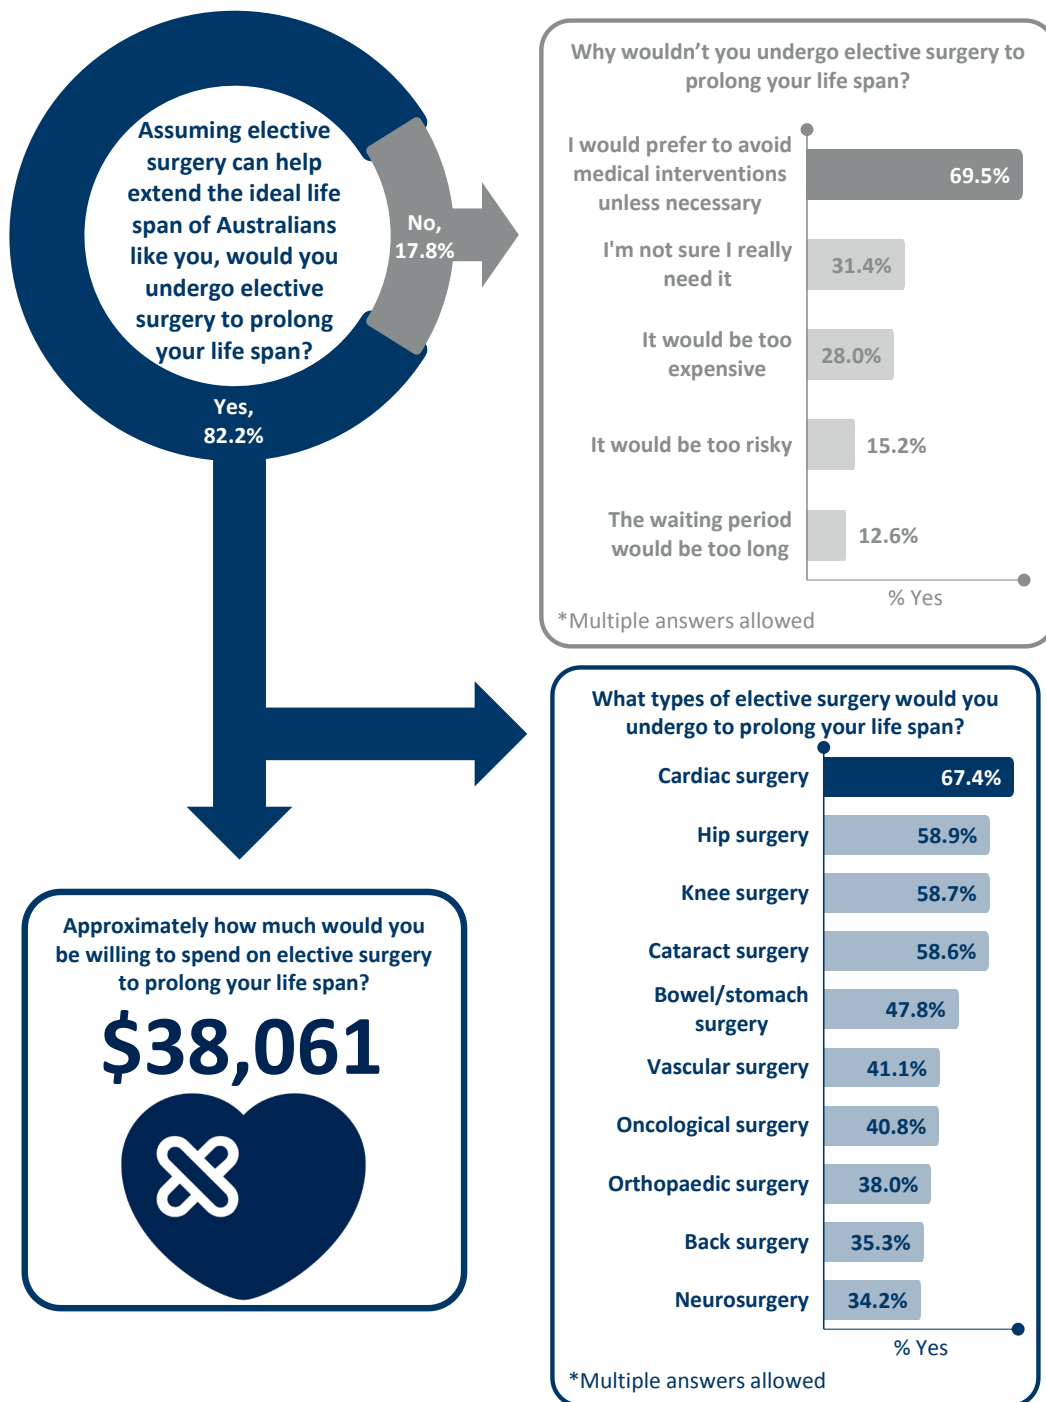 Assuming elective
surgery can help
extend the ideal life
span of Australians
like you, would you
undergo elective
surgery to prolong
your life span?
No,
17.8%
Yes,
82.2%
Why wouldn't you undergo elective surgery to
prolong your life span?
I would prefer to avoid
medical interventions
unless necessary
69.5%
I'm not sure I really
need it
31.4%
It would be too
expensive
28.0%
It would be too risky
15.2%
The waiting period
would be too long
12.6%
% Yes
*Multiple answers allowed
What types of elective surgery would you
undergo to prolong your life span?
Cardiac surgery
67.4%
Hip surgery
58.9%
Knee surgery
58.7%
Cataract surgery
58.6%
Bowel/stomach
surgery
47.8%
Vascular surgery
41.1%
Oncological surgery
40.8%
Orthopaedic surgery
38.0%
Back surgery
35.3%
Neurosurgery
34.2%
% Yes
*Multiple answers allowed
Approximately how much would you
be willing to spend on elective surgery
to prolong your life span?
$38,061